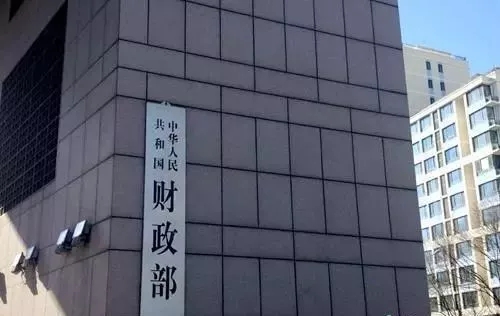 中华人民
共和国
财政部